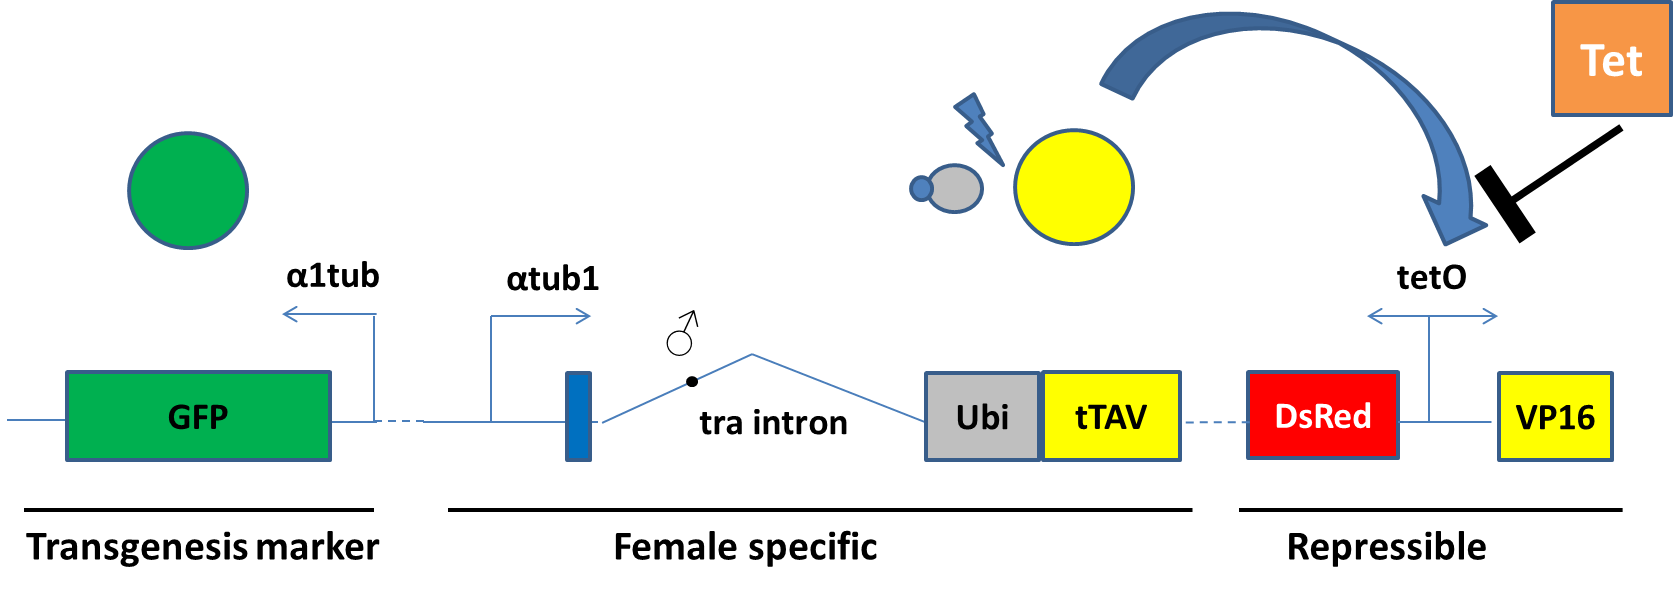 Tet
α1tub
αtub1
tetO
♂
GFP
tra intron
Ubi
tTAV
DsRed
VP16
Transgenesis marker
Female specific
Repressible